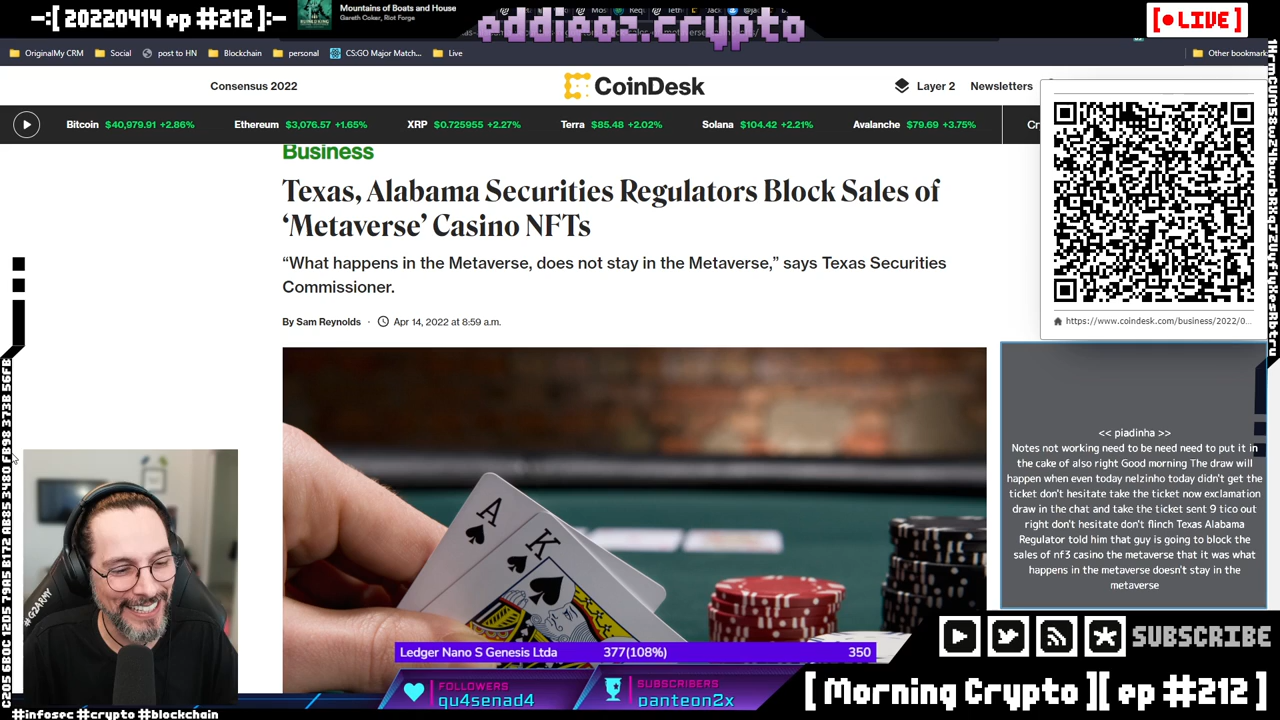 -:[ 20220414 ep #212 ]:-
Mountains of Boats and House
Gareth Coker, Riot Forge
eddieoz.crypto
[● LIVE ]
OriginalMy CRM
Social
post to HN
Blockchain
personal
CS:GO Major Match...
Live
Other bookmark
Consensus 2022
CoinDesk
Layer 2
Newsletters
Bitcoin $40,979.91 +2.86%
Ethereum $3,076.57 +1.65%
XRP $0.725955 +2.27%
Terra $85.48 +2.02%
Solana $104.42 +2.21%
Avalanche $79.69 +3.75%
Cr
Business
Texas, Alabama Securities Regulators Block Sales of
‘Metaverse’ Casino NFTs
“What happens in the Metaverse, does not stay in the Metaverse,” says Texas Securities
Commissioner.
By Sam Reynolds · Apr 14, 2022 at 8:59 a.m.
https://www.coindesk.com/business/2022/0...
<< piadinha >>
Notes not working need to be need need to put it in
the cake of also right Good morning The draw will
happen when even today nelzinho today didn't get the
ticket don't hesitate take the ticket now exclamation
draw in the chat and take the ticket sent 9 tico out
right don't hesitate don't flinch Texas Alabama
Regulator told him that guy is going to block the
sales of nf3 casino the metaverse that it was what
happens in the metaverse doesn't stay in the
metaverse
A
K
#G2ARMY
Ledger Nano S Genesis Ltda 377(108%) 350
FOLLOWERS
qu4senad4
SUBSCRIBERS
panteon2x
SUBSCRIBE
[ Morning Crypto ][ ep #212 ]
#infosec #crypto #blockchain